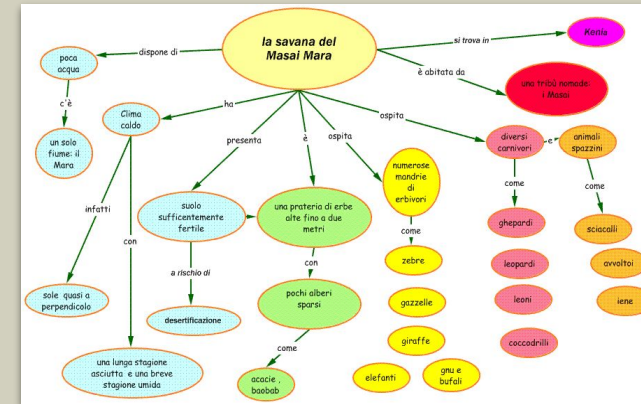 la savana del
Masai Mara
si trova in
Kenia
è abitata da
una tribù nomade:
i Masai
dispone di
poca
acqua
c'è
un solo
fiume: il
Mara
ha
Clima
caldo
infatti
sole quasi a
perpendicolo
con
una lunga stagione
asciutta e una breve
stagione umida
presenta
suolo
sufficentemente
fertile
a rischio di
desertificazione
è
una prateria di erbe
alte fino a due
metri
con
pochi alberi
sparsi
come
acacie ,
baobab
ospita
numerose
mandrie
di
erbivori
come
zebre
gazzelle
giraffe
elefanti
gnu e
bufali
ospita
diversi
carnivori
come
ghepardi
leopardi
leoni
coccodrilli
e
animali
spazzini
come
sciacalli
avvoltoi
iene